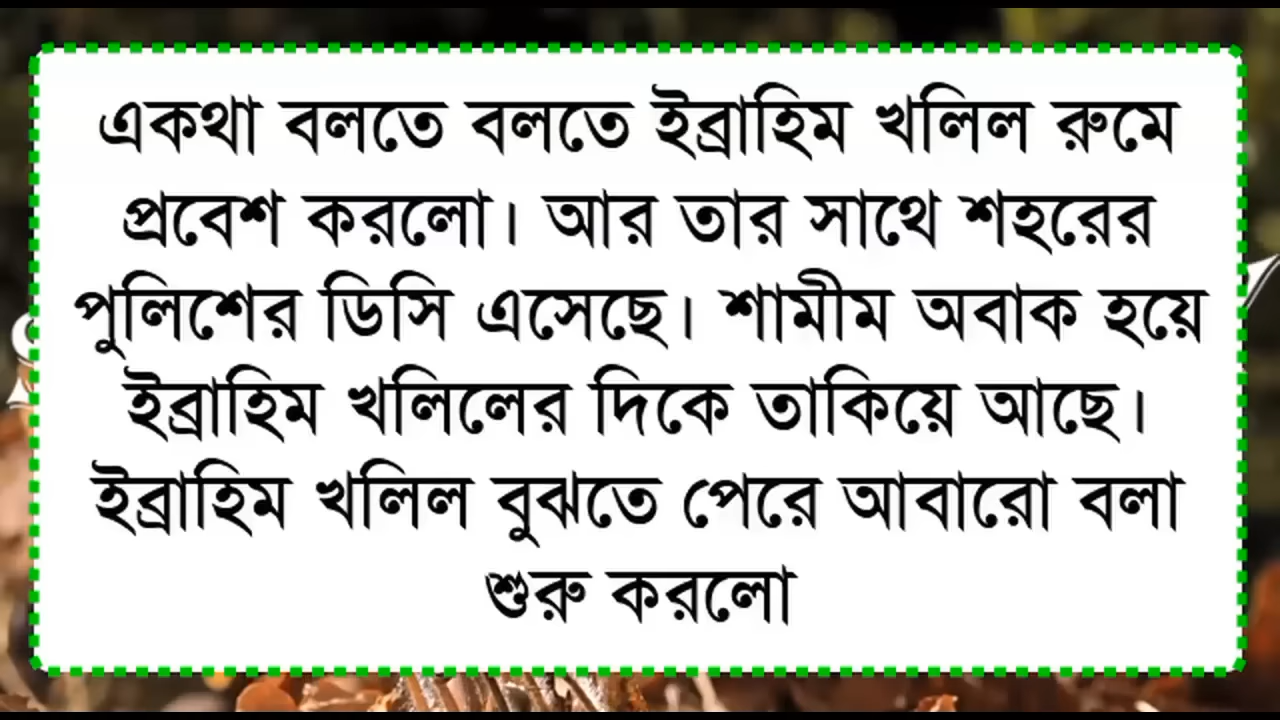 একথা বলতে বলতে ইব্রাহিম খলিল রুমে
প্রবেশ করলো। আর তার সাথে শহরের
পুলিশের ডিসি এসেছে। শামীম অবাক হয়ে
ইব্রাহিম খলিলের দিকে তাকিয়ে আছে।
ইব্রাহিম খলিল বুঝতে পেরে আবারো বলা
শুরু করলো